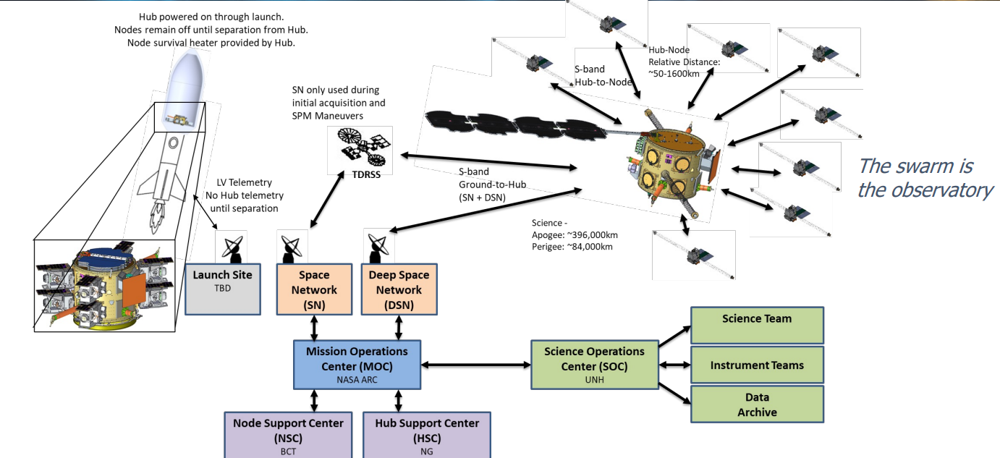 Hub powered on through launch.
Nodes remain off until separation from Hub.
Node survival heater provided by Hub.
SN only used during
initial acquisition and
SPM Maneuvers
TDRSS
LV Telemetry
No Hub telemetry
until separation
S-band
Hub-to-Node
Hub-Node
Relative Distance:
~50-1600km
S-band
Ground-to-Hub
(SN + DSN)
Science -
Apogee: ~396,000km
Perigee: ~84,000km
The swarm is
the observatory
Launch Site
TBD
Space
Network
(SN)
Deep Space
Network
(DSN)
Mission Operations
Center (MOC)
NASA ARC
Science Operations
Center (SOC)
UNH
Science Team
Instrument Teams
Data
Archive
Node Support Center
(NSC)
BCT
Hub Support Center
(HSC)
NG